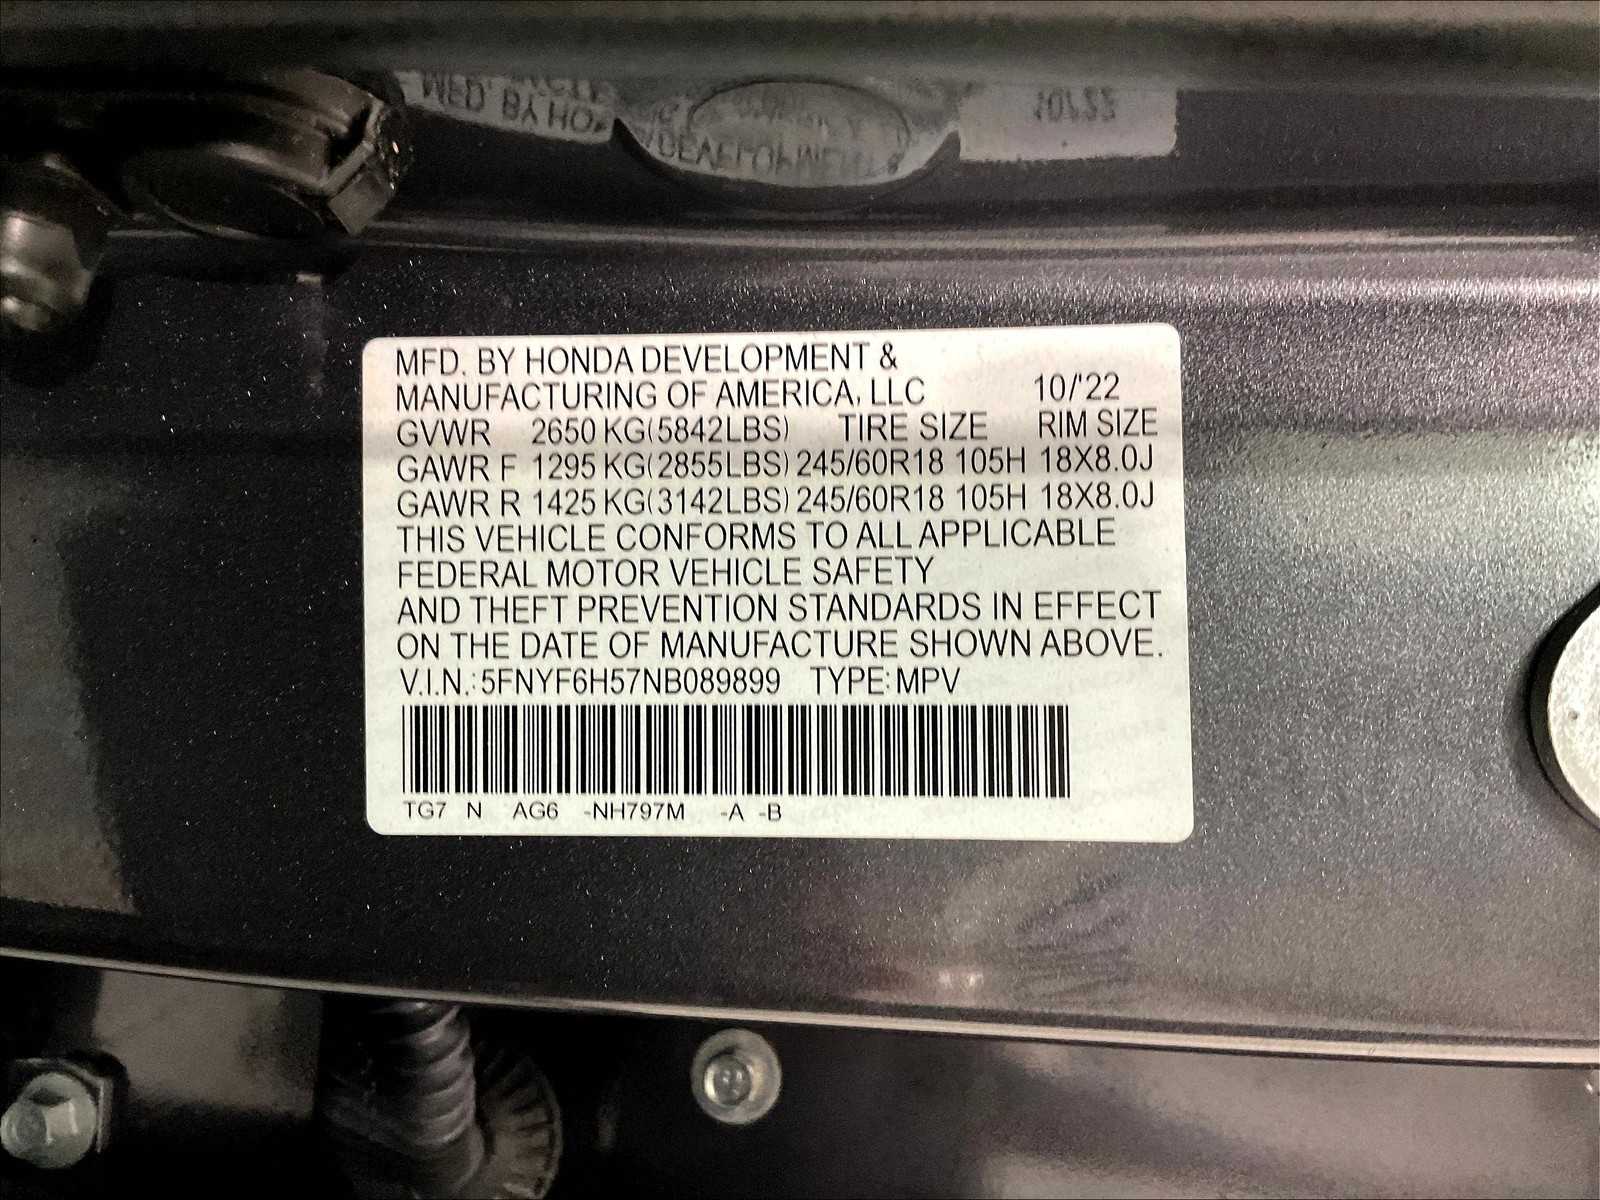 MFD. BY HONDA DEVELOPMENT &
MANUFACTURING OF AMERICA, LLC 10/'22
GVWR 2650 KG(5842LBS) TIRE SIZE RIM SIZE
GAWR F 1295 KG(2855LBS) 245/60R18 105H 18X8.0J
GAWR R 1425 KG(3142LBS) 245/60R18 105H 18X8.0J
THIS VEHICLE CONFORMS TO ALL APPLICABLE
FEDERAL MOTOR VEHICLE SAFETY
AND THEFT PREVENTION STANDARDS IN EFFECT
ON THE DATE OF MANUFACTURE SHOWN ABOVE.
V.I.N.:5FNYF6H57NB089899 TYPE:MPV
TG7 N AG6 -NH797M -A -B